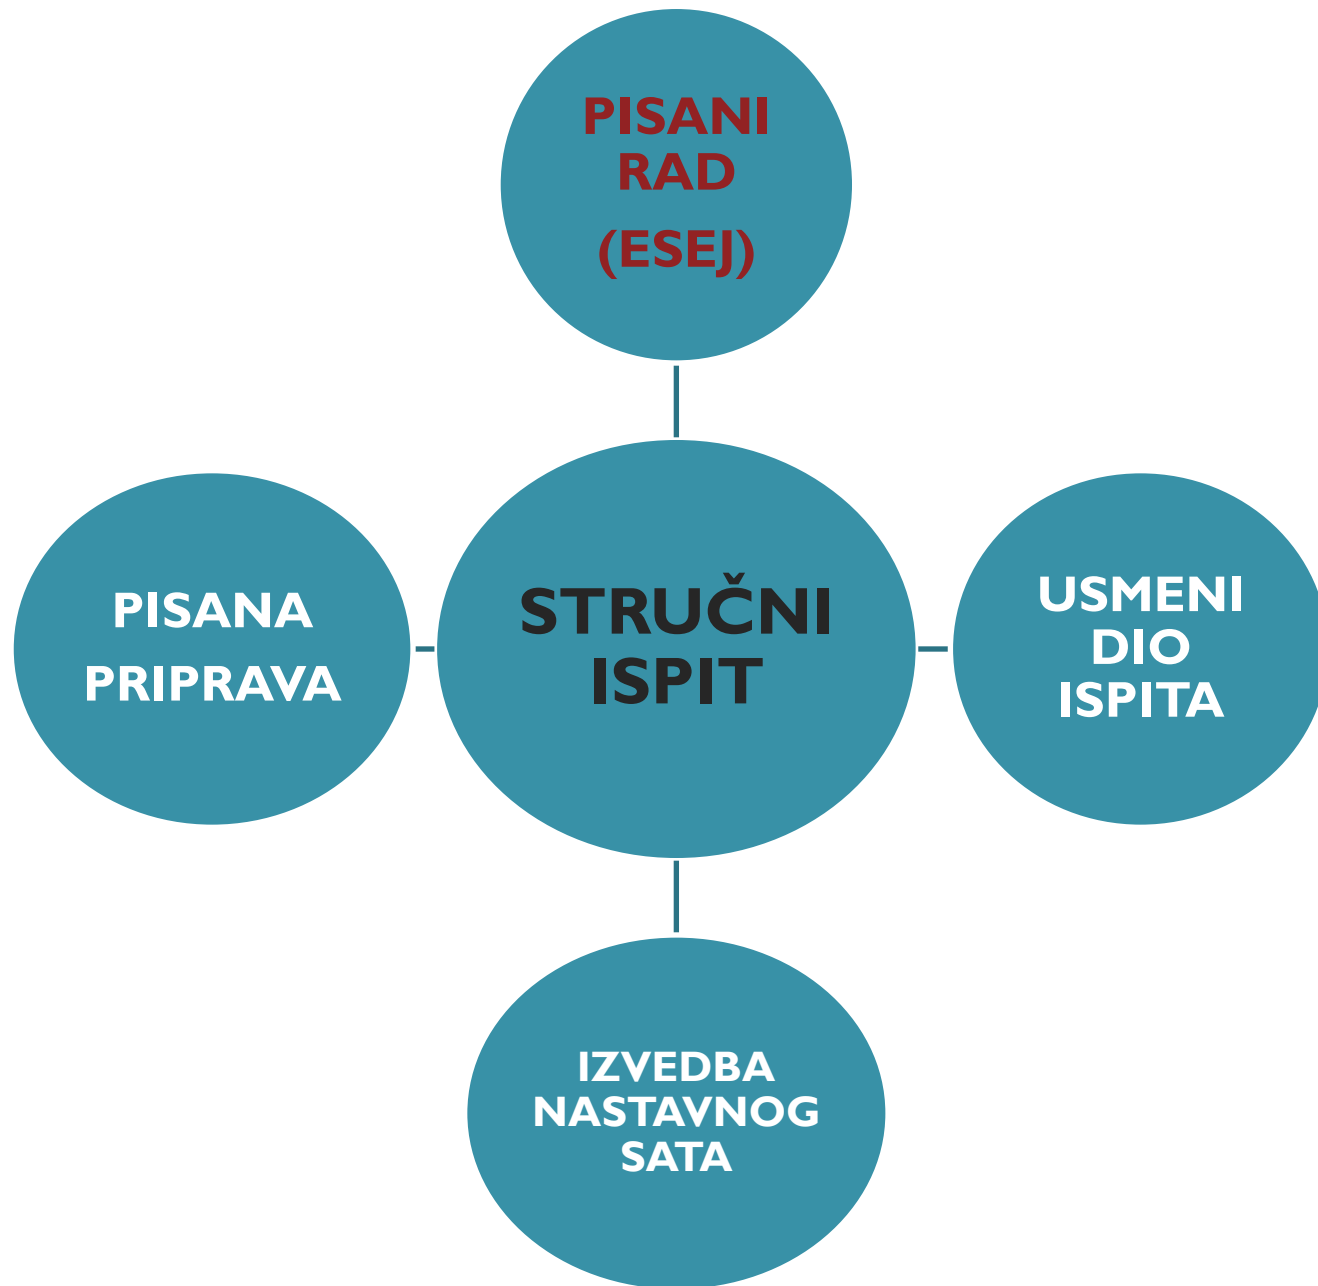 PISANI
RAD
(ESEJ)
PISANA
PRIPRAVA
STRUČNI
ISPIT
USMENI
DIO
ISPITA
IZVEDBA
NASTAVNOG
SATA